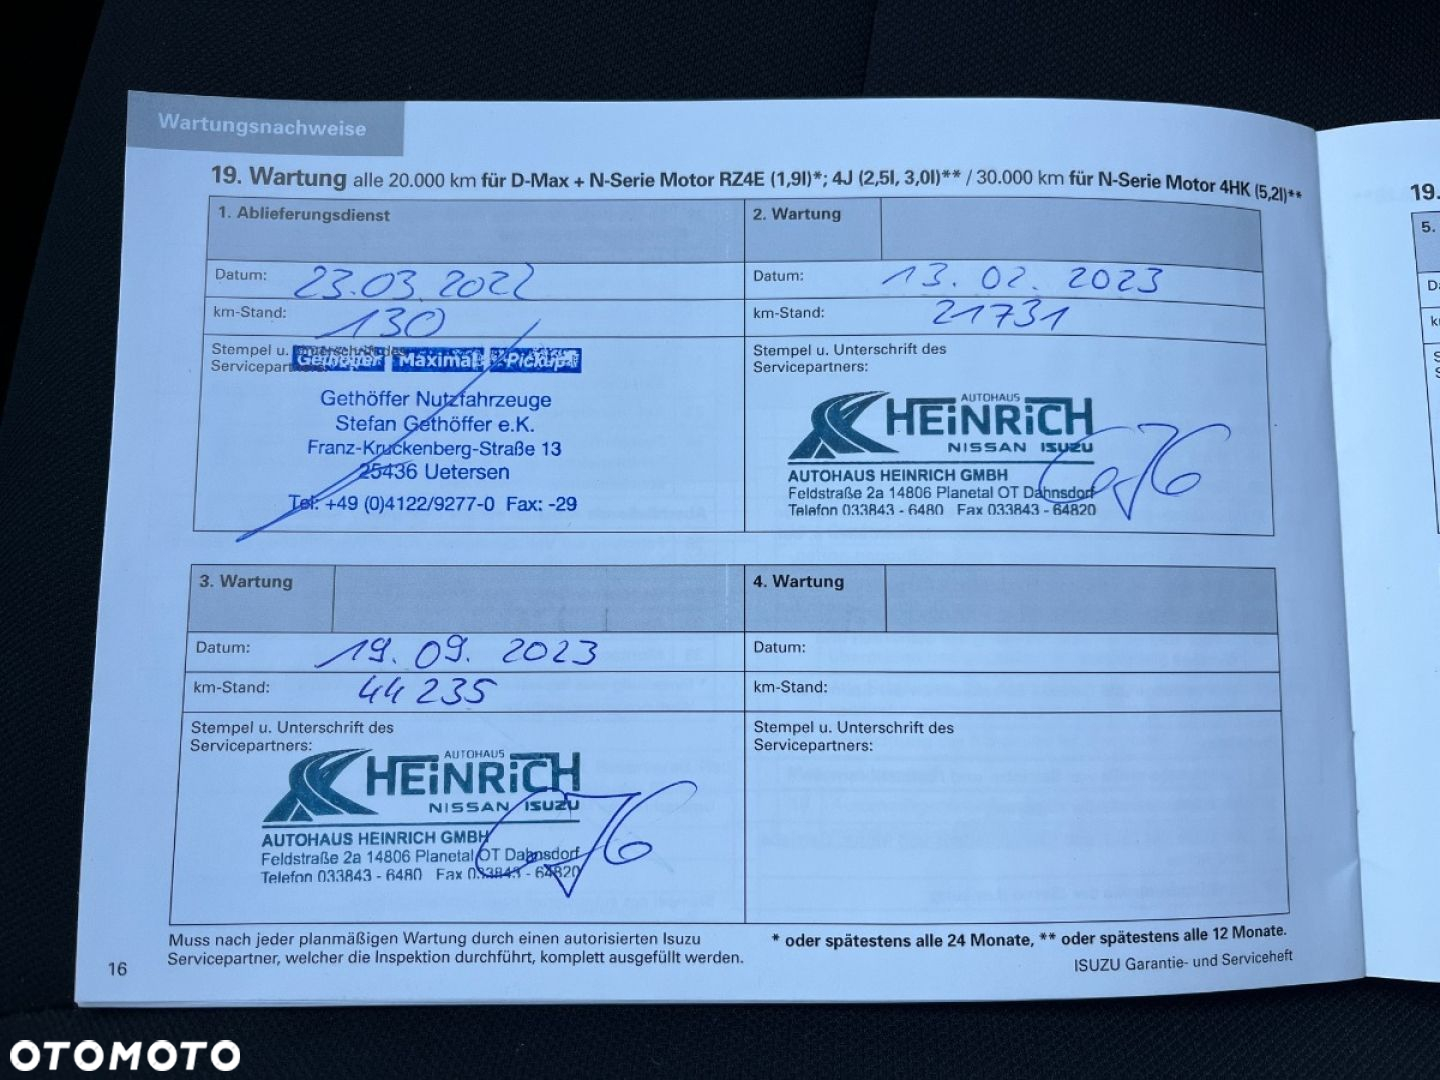 Wartungsnachweise
19. Wartung alle 20.000 km für D-Max + N-Serie Motor RZ4E (1,9l)*; 4J (2,5l, 3,0l)** / 30.000 km für N-Serie Motor 4HK (5,2l)**
1. Ablieferungsdienst
Datum: 23.03.2022
km-Stand: 130
Stempel u. Unterschrift des
Servicepartners:
Gethöffer Maximal Pickup
Gethöffer Nutzfahrzeuge
Stefan Gethöffer e.K.
Franz-Kruckenberg-Straße 13
25436 Uetersen
Tel: +49 (0)4122/9277-0 Fax: -29
2. Wartung
Datum: 13.02.2023
km-Stand: 21731
Stempel u. Unterschrift des
Servicepartners:
AUTOHAUS
HEiNRiCH
NISSAN ISUZU
AUTOHAUS HEINRICH GMBH
Feldstraße 2a 14806 Planetal OT Dahnsdorf
Telefon 033843 - 6480 Fax 033843 - 64820
3. Wartung
Datum: 19.09.2023
km-Stand: 44235
Stempel u. Unterschrift des
Servicepartners:
AUTOHAUS
HEiNRiCH
NISSAN ISUZU
AUTOHAUS HEINRICH GMBH
Feldstraße 2a 14806 Planetal OT Dahnsdorf
Telefon 033843 - 6480 Fax 033843 - 64820
4. Wartung
Datum:
km-Stand:
Stempel u. Unterschrift des
Servicepartners:
Muss nach jeder planmäßigen Wartung durch einen autorisierten Isuzu
Servicepartner, welcher die Inspektion durchführt, komplett ausgefüllt werden.
* oder spätestens alle 24 Monate, ** oder spätestens alle 12 Monate.
16
ISUZU Garantie- und Serviceheft
19.
5.
OTOMOTO